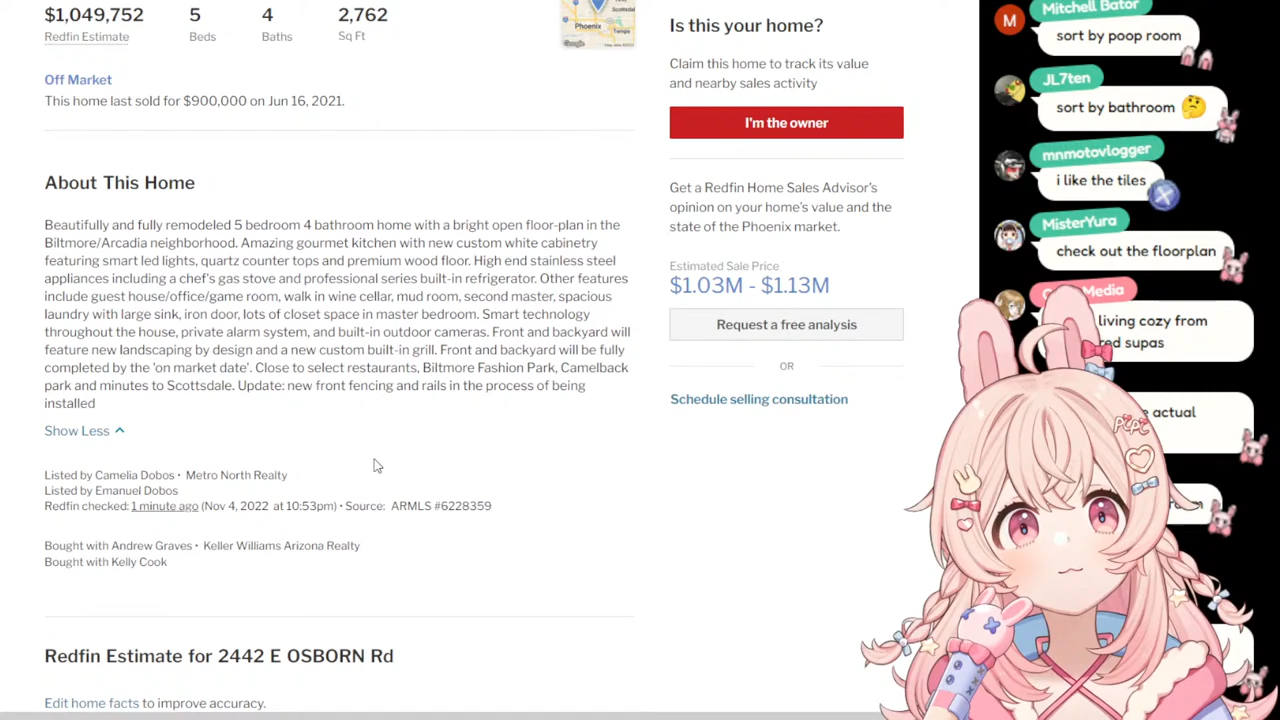 $1,049,752
Redfin Estimate
5
Beds
4
Baths
2,762
Sq Ft
Phoenix
Tempe
Google
Off Market
This home last sold for $900,000 on Jun 16, 2021.
About This Home
Beautifully and fully remodeled 5 bedroom 4 bathroom home with a bright open floor-plan in the
Biltmore/Arcadia neighborhood. Amazing gourmet kitchen with new custom white cabinetry
featuring smart led lights, quartz counter tops and premium wood floor. High end stainless steel
appliances including a chef's gas stove and professional series built-in refrigerator. Other features
include guest house/office/game room, walk in wine cellar, mud room, second master, spacious
laundry with large sink, iron door, lots of closet space in master bedroom. Smart technology
throughout the house, private alarm system, and built-in outdoor cameras. Front and backyard will
feature new landscaping by design and a new custom built-in grill. Front and backyard will be fully
completed by the 'on market date'. Close to select restaurants, Biltmore Fashion Park, Camelback
park and minutes to Scottsdale. Update: new front fencing and rails in the process of being
installed
Show Less
Listed by Camelia Dobos • Metro North Realty
Listed by Emanuel Dobos
Redfin checked: 1 minute ago (Nov 4, 2022 at 10:53pm) • Source: ARMLS #6228359
Bought with Andrew Graves • Keller Williams Arizona Realty
Bought with Kelly Cook
Redfin Estimate for 2442 E OSBORN Rd
Edit home facts to improve accuracy.
Is this your home?
Claim this home to track its value
and nearby sales activity
I'm the owner
Get a Redfin Home Sales Advisor's
opinion on your home's value and the
state of the Phoenix market.
Estimated Sale Price
$1.03M - $1.13M
Request a free analysis
OR
Schedule selling consultation
M
Mitchell Bator
sort by poop room
JL7ten
sort by bathroom 🤔
mnmotovlogger
i like the tiles
MisterYura
check out the floorplan
Media
living cozy from
supas
actual
PiPi